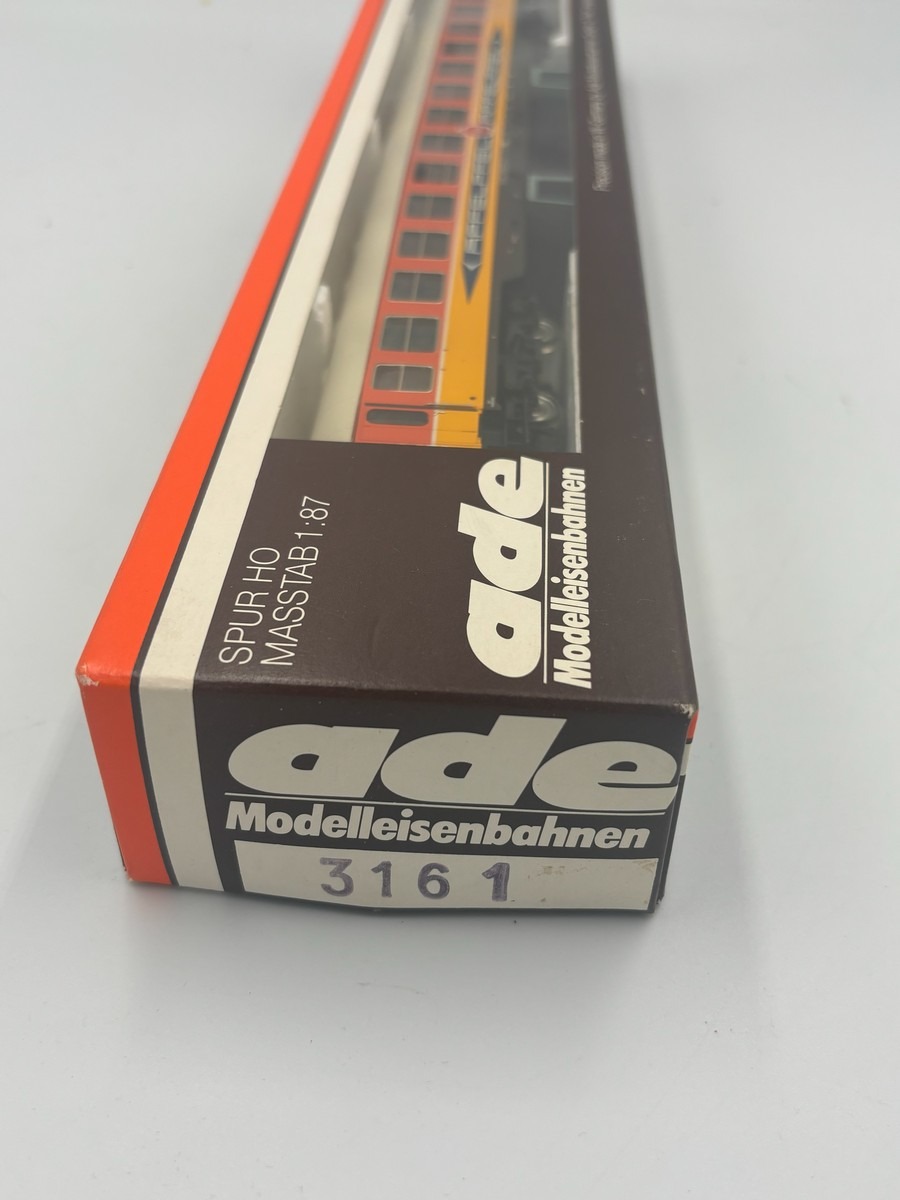 SPUR HO
MASSTAB 1:87
ade
Modelleisenbahnen
ade
Modelleisenbahnen
3161